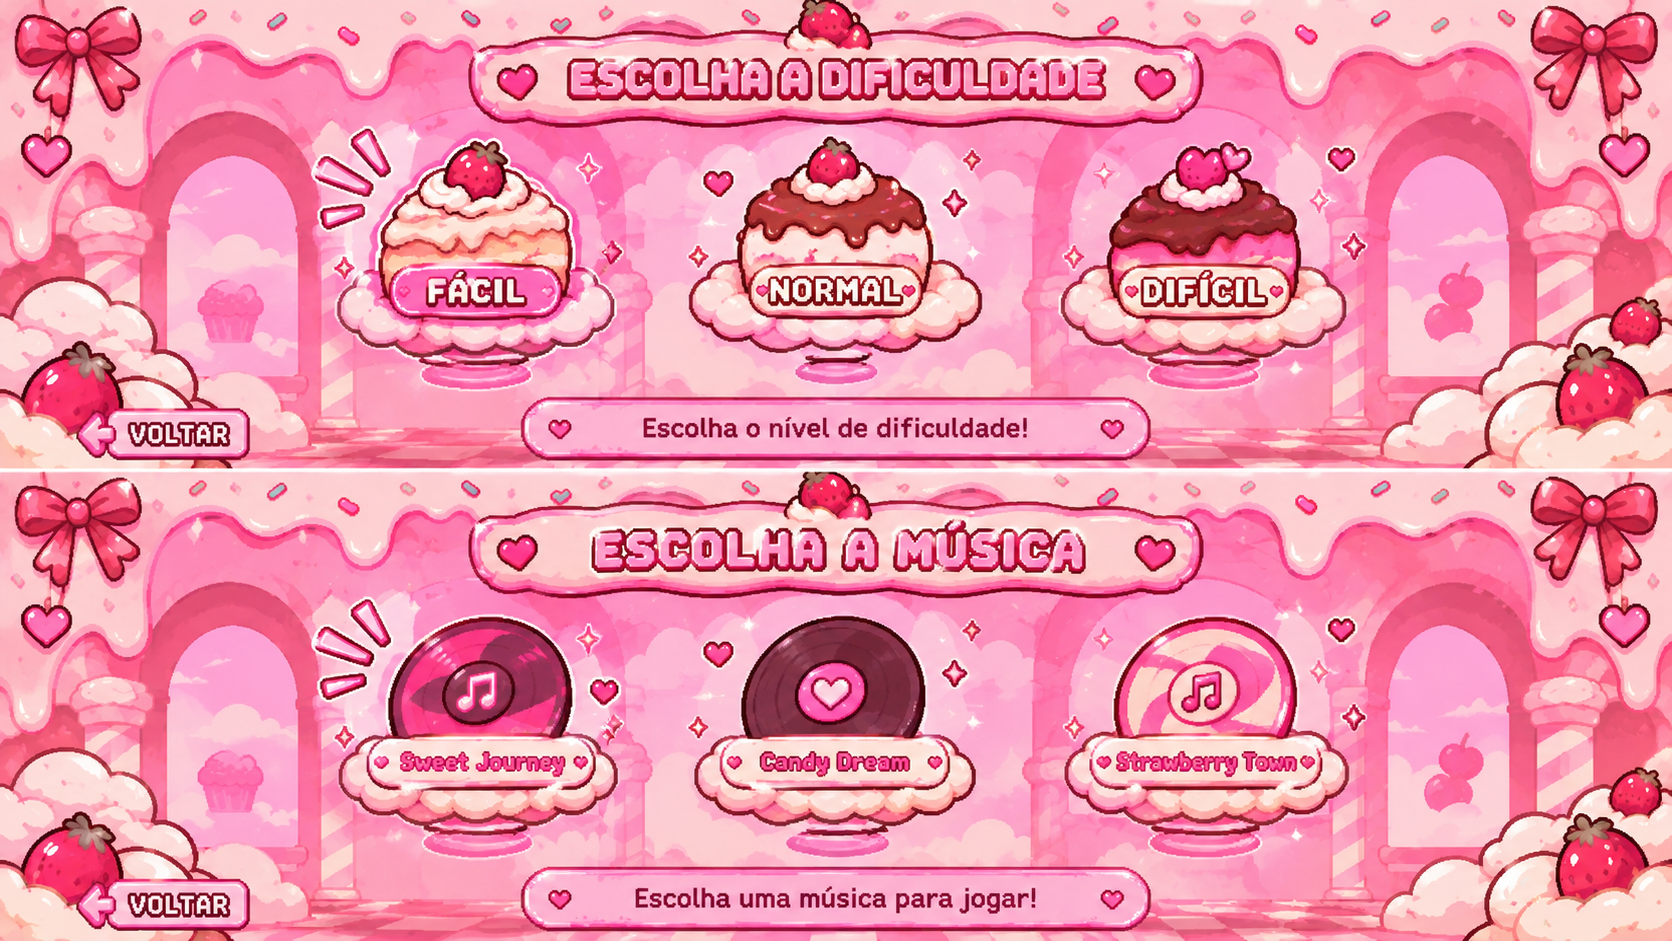 ESCOLHA A DIFICULDADE
FÁCIL
NORMAL
DIFÍCIL
Escolha o nível de dificuldade!
VOLTAR
ESCOLHA A MÚSICA
Sweet Journey
Candy Dream
Strawberry Town
Escolha uma música para jogar!
VOLTAR